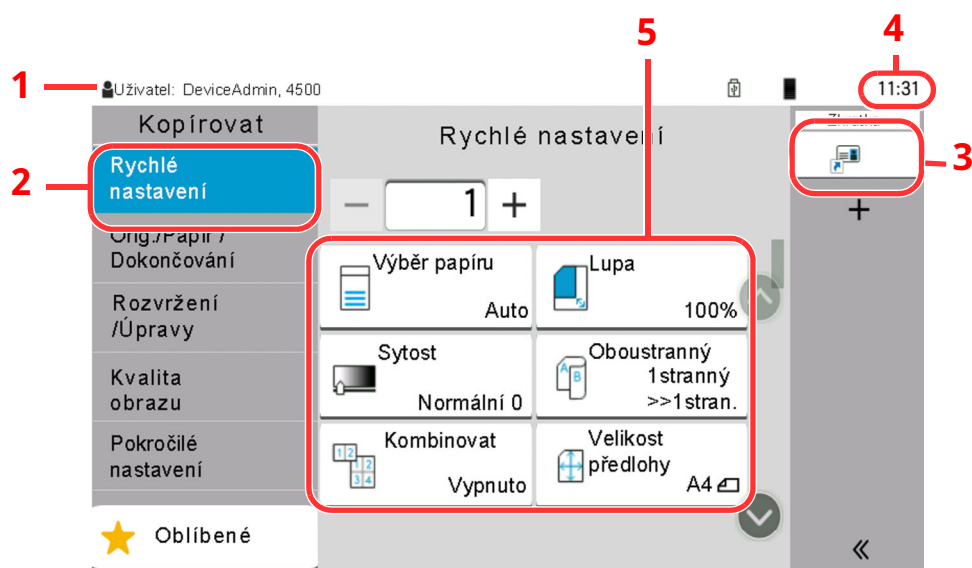 5
4
1
Uživatel: DeviceAdmin, 4500
11:31
Kopírovat
Rychlé nastavení
Zkratka
3
2
Rychlé
nastavení
1
Orig./Papír /
Dokončování
Výběr papíru
Auto
Lupa
100%
Rozvržení
/Úpravy
Sytost
Normální 0
Oboustranný
1stranný
>>1stran.
Kvalita
obrazu
Kombinovat
Vypnuto
Velikost
předlohy
A4
Pokročilé
nastavení
Oblíbené